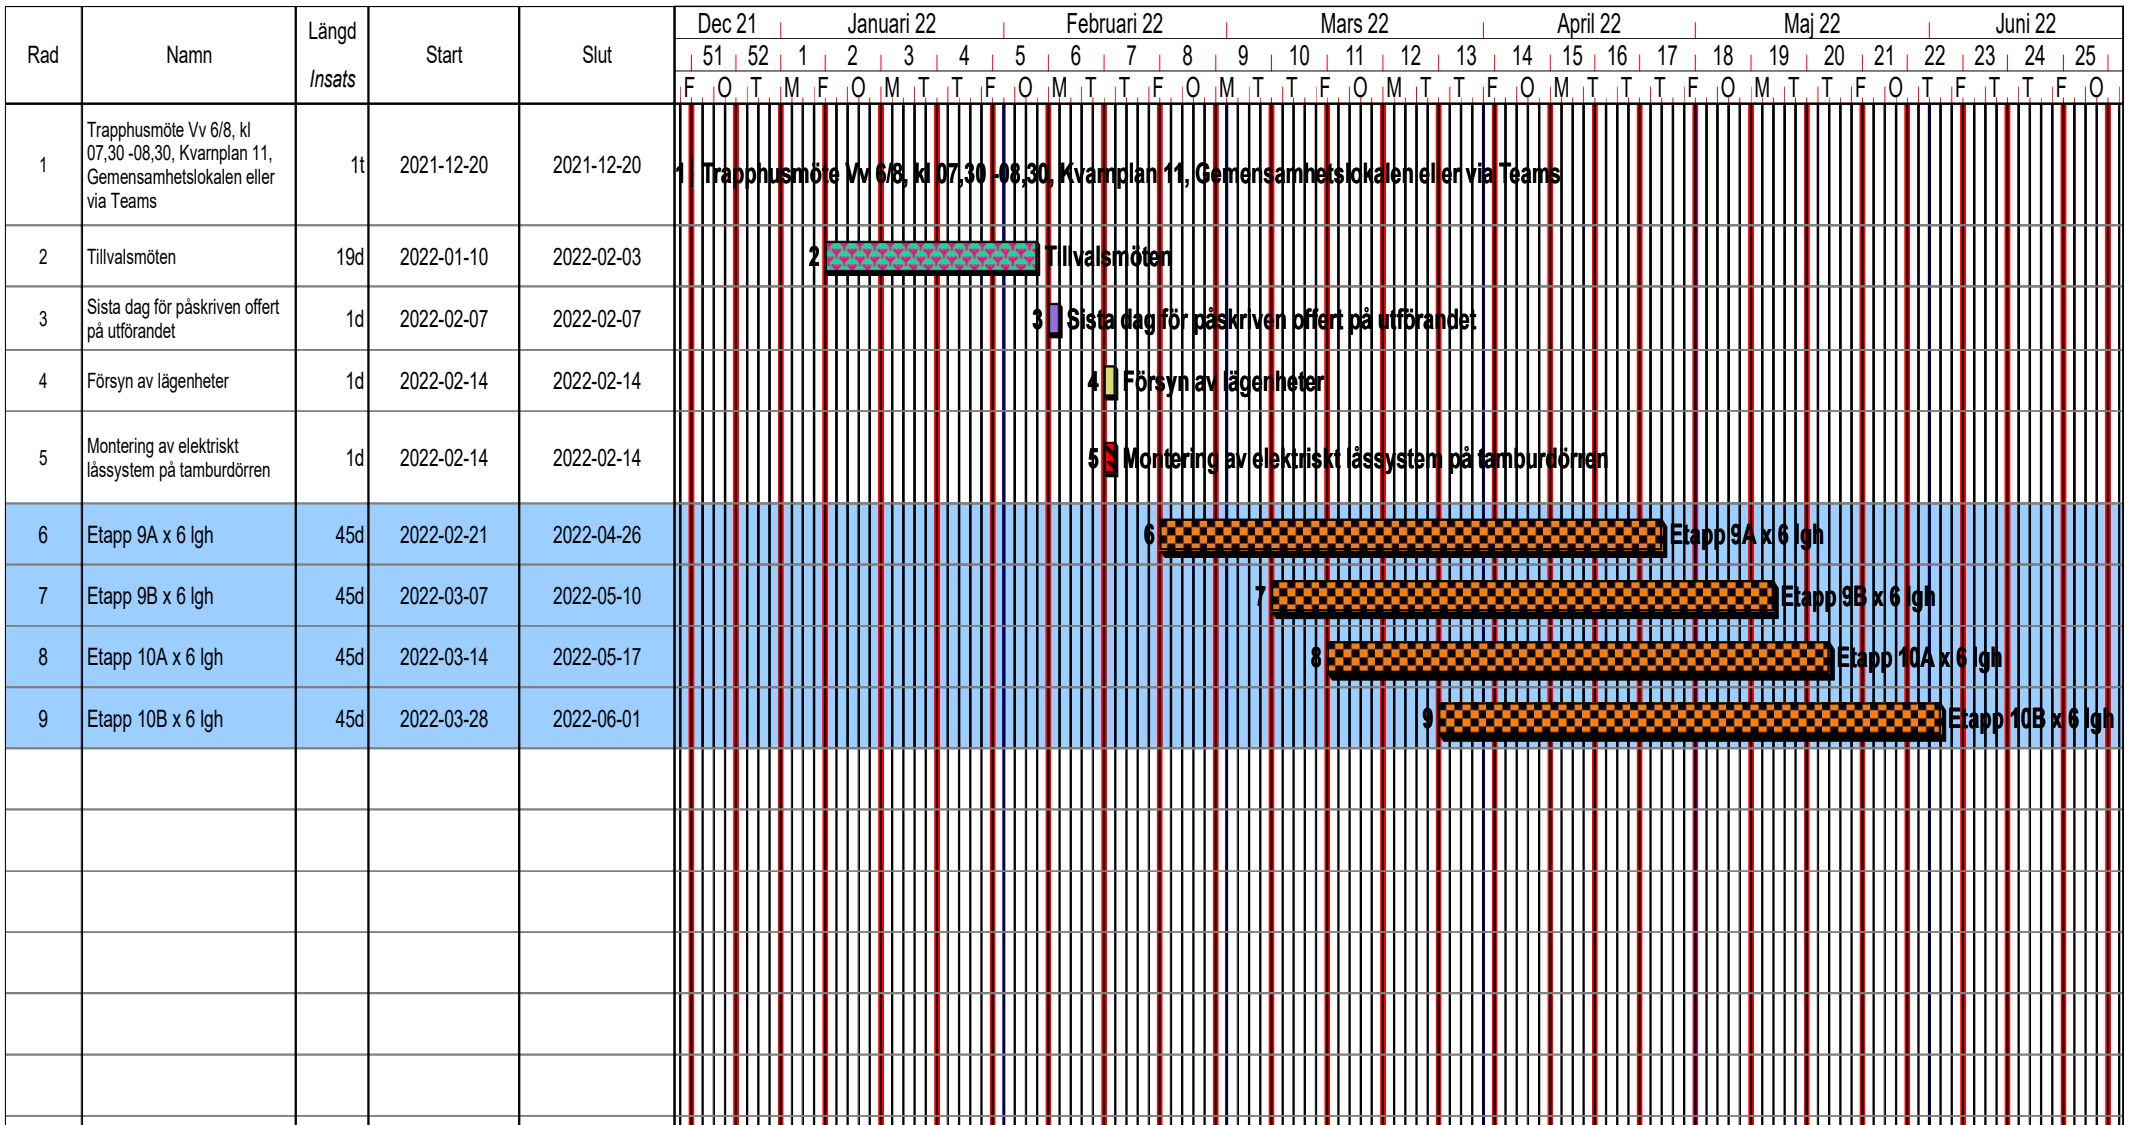 Rad Namn Längd Insats Start Slut
Dec 21 Januari 22 Februari 22 Mars 22 April 22 Maj 22 Juni 22
51 52 1 2 3 4 5 6 7 8 9 10 11 12 13 14 15 16 17 18 19 20 21 22 23 24 25
F O T M F O M T T F O M T T F O M T T F O M T T F O M T T T F O M T T F O T F T T F O
1 Trapphusmöte Vv 6/8, kl
07,30 -08,30, Kvarnplan 11,
Gemensamhetslokalen eller
via Teams
1t 2021-12-20 2021-12-20
1 Trapphusmöte Vv 6/8, kl 07,30 -08,30, Kvarnplan 11, Gemensamhetslokalen eller via Teams
2 Tillvalsmöten 19d 2022-01-10 2022-02-03
2 Tillvalsmöten
3 Sista dag för påskriven offert
på utförandet
1d 2022-02-07 2022-02-07
3 Sista dag för påskriven offert på utförandet
4 Försyn av lägenheter 1d 2022-02-14 2022-02-14
4 Försyn av lägenheter
5 Montering av elektriskt
låssystem på tamburdörren
1d 2022-02-14 2022-02-14
5 Montering av elektriskt låssystem på tamburdörren
6 Etapp 9A x 6 lgh 45d 2022-02-21 2022-04-26
6 Etapp 9A x 6 lgh
7 Etapp 9B x 6 lgh 45d 2022-03-07 2022-05-10
7 Etapp 9B x 6 lgh
8 Etapp 10A x 6 lgh 45d 2022-03-14 2022-05-17
8 Etapp 10A x 6 lgh
9 Etapp 10B x 6 lgh 45d 2022-03-28 2022-06-01
9 Etapp 10B x 6 lgh